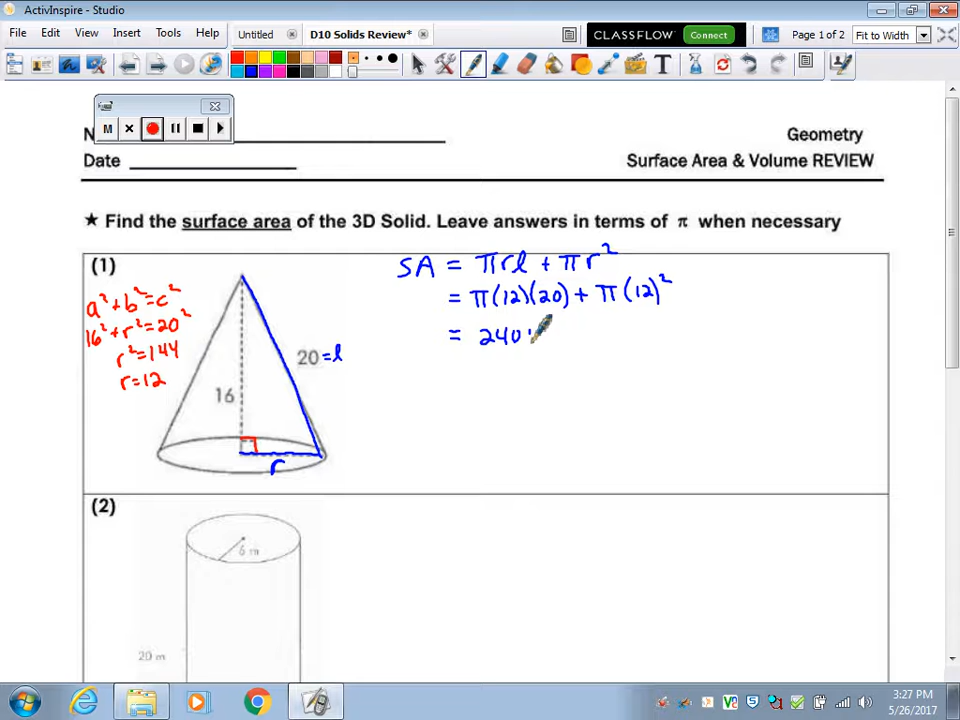 ActivInspire - Studio
File Edit View Insert Tools Help Untitled D10 Solids Review* CLASSFLOW Connect Page 1 of 2 Fit to Width
M
N Geometry
Date Surface Area & Volume REVIEW
★ Find the surface area of the 3D Solid. Leave answers in terms of π when necessary
(1)
a² + b² = c²
16² + r² = 20²
r² = 144
r = 12
16
20 = l
r
SA = πrl + πr²
= π(12)(20) + π(12)²
= 240
(2)
6 m
20 m
3:27 PM
5/26/2017